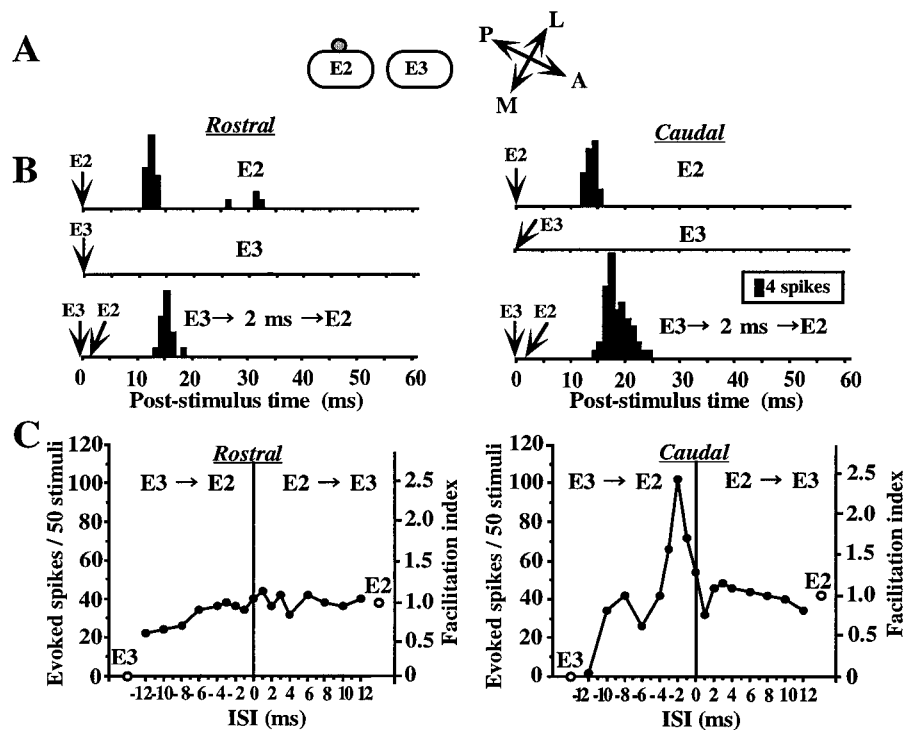 A
E2
E3
P
L
M
A
B
Rostral
E2
E2
E3
E3
E3
E2
E3→ 2 ms →E2
0 10 20 30 40 50 60
Post-stimulus time (ms)
Caudal
E2
E2
E3
E3
4 spikes
E3
E2
E3→ 2 ms →E2
0 10 20 30 40 50 60
Post-stimulus time (ms)
C
Rostral
E3 → E2
E2 → E3
Evoked spikes / 50 stimuli
120
100
80
60
40
20
0
2.5
2.0
1.5
1.0
0.5
0
Facilitation index
E2
E3
-12 -10 -8 -6 -4 -2 0 2 4 6 8 10 12
ISI (ms)
Caudal
E3 → E2
E2 → E3
Evoked spikes / 50 stimuli
120
100
80
60
40
20
0
2.5
2.0
1.5
1.0
0.5
0
Facilitation index
E2
E3
-12 -10 -8 -6 -4 -2 0 2 3 4 6 8 10 12
ISI (ms)